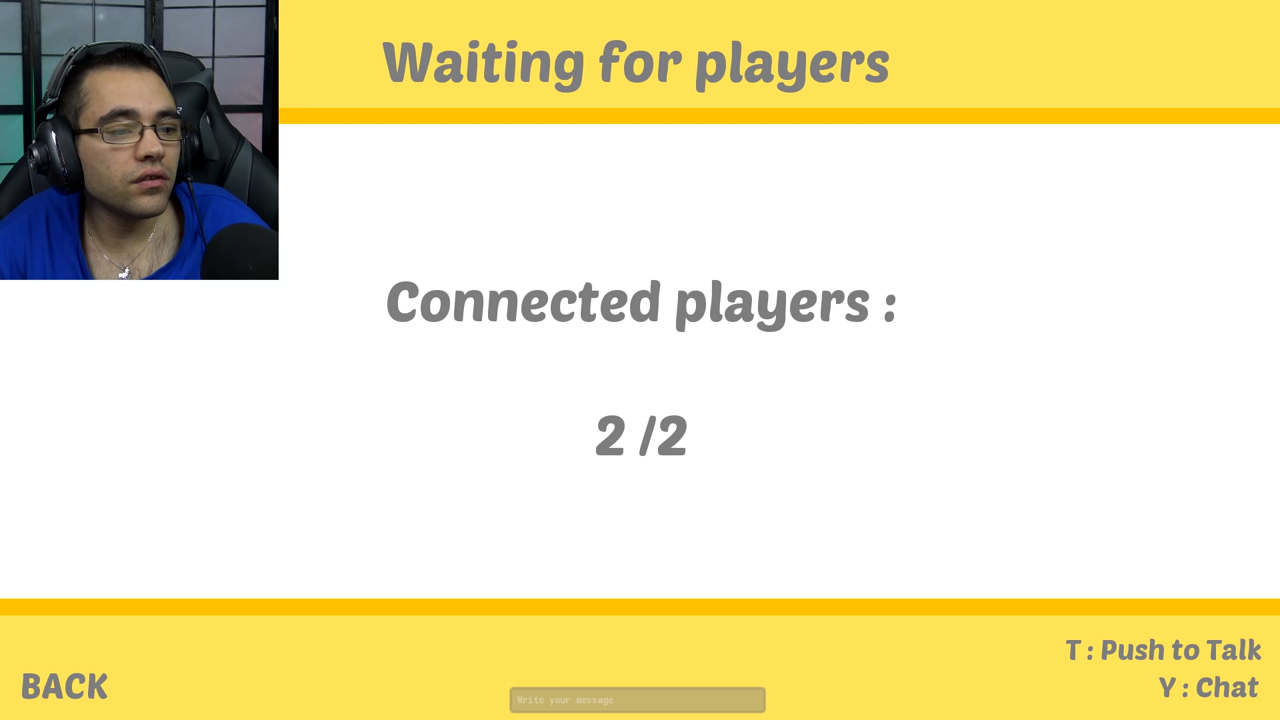 Waiting for players
Connected players :
2 /2
T : Push to Talk
Y : Chat
BACK
Write your message